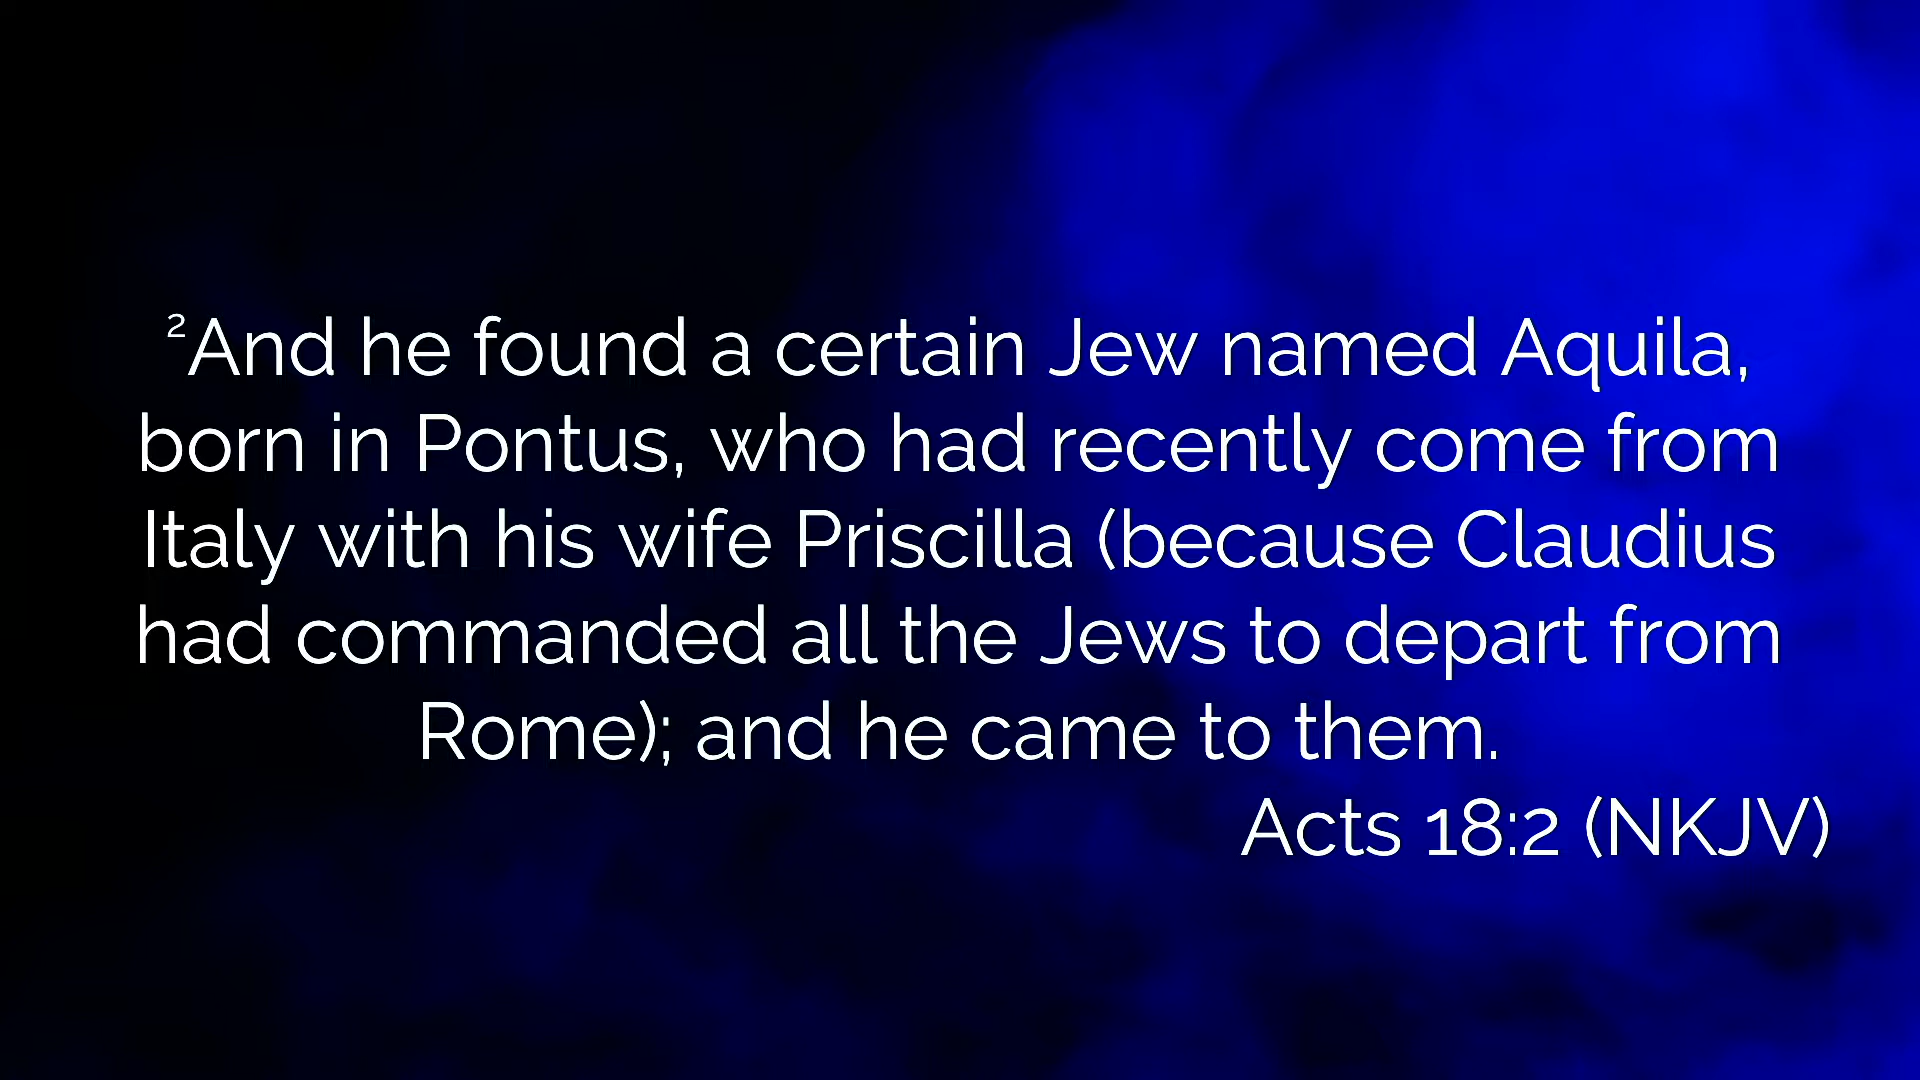 ²And he found a certain Jew named Aquila,
born in Pontus, who had recently come from
Italy with his wife Priscilla (because Claudius
had commanded all the Jews to depart from
Rome); and he came to them.
Acts 18:2 (NKJV)